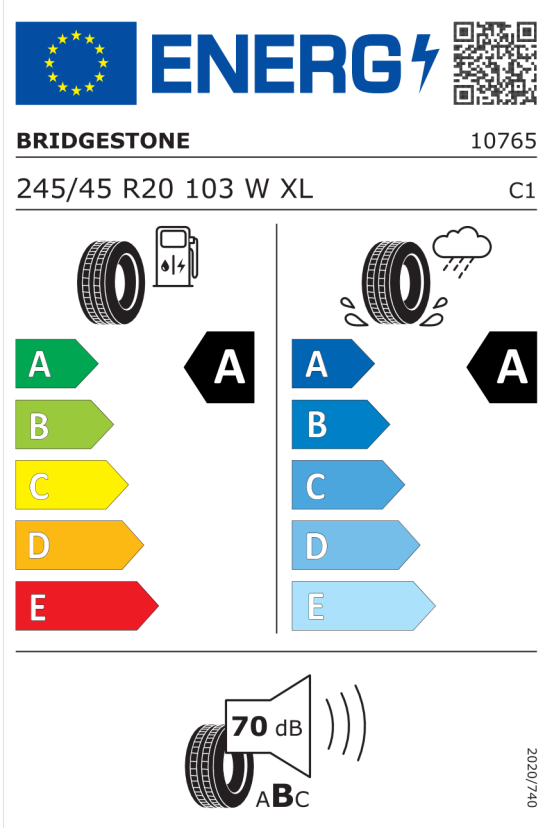 ENERG
BRIDGESTONE 10765
245/45 R20 103 W XL C1
A A
B
C
D
E
A A
B
C
D
E
70 dB
ABC
2020/740